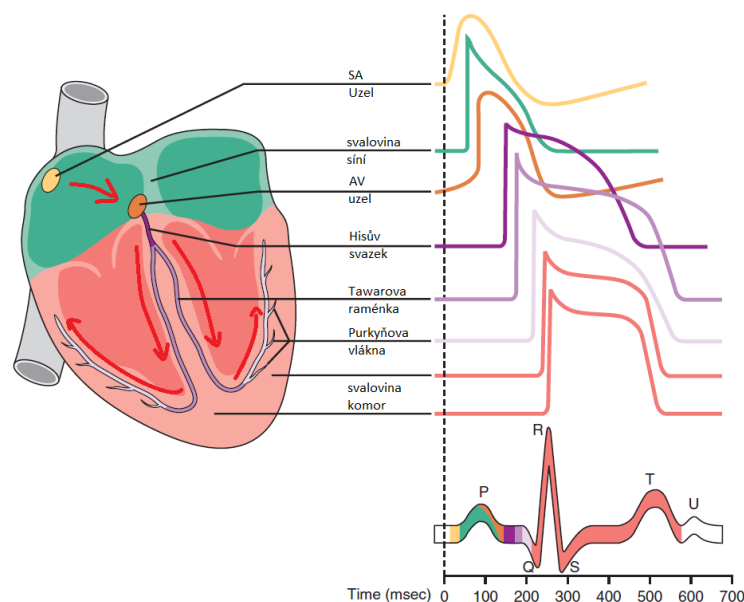 SA
Uzel
svalovina
síní
AV
uzel
Hisův
svazek
Tawarova
raménka
Purkyňova
vlákna
svalovina
komor
R
P
T
U
Q
S
Time (msec) 0 100 200 300 400 500 600 700